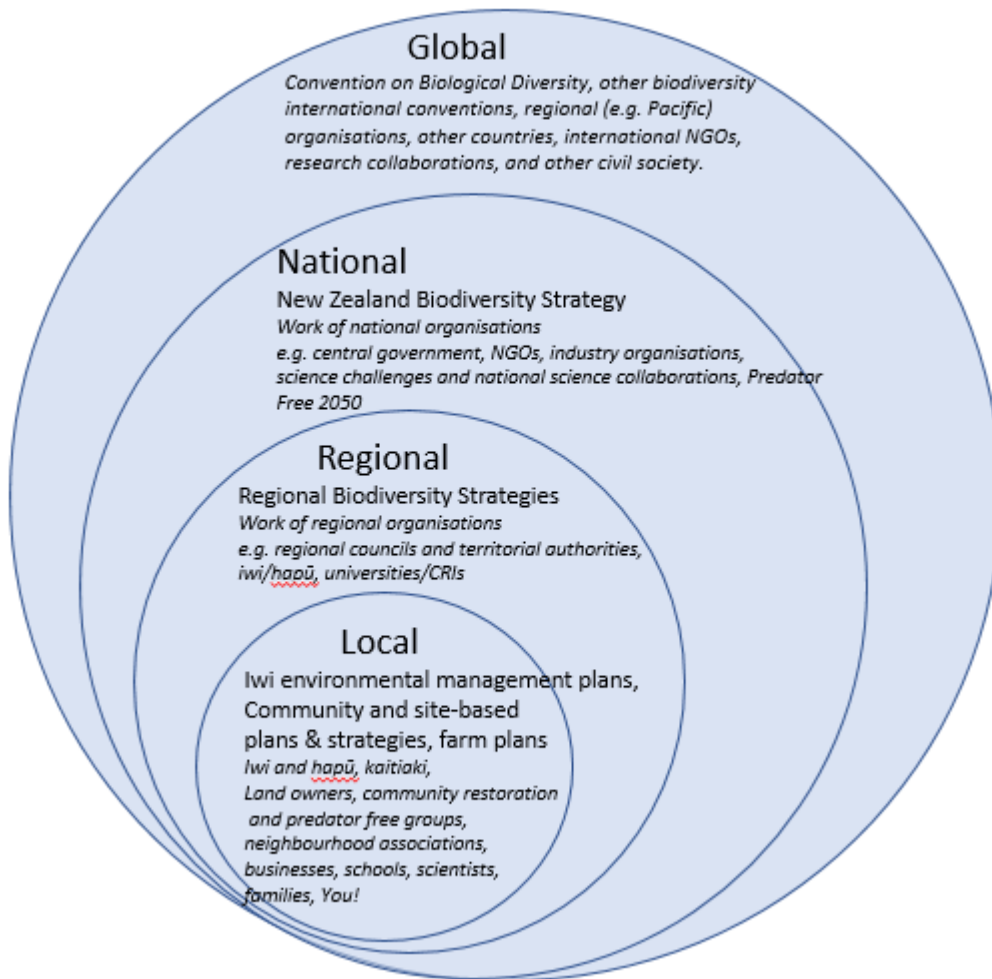 Global
Convention on Biological Diversity, other biodiversity
international conventions, regional (e.g. Pacific)
organisations, other countries, international NGOs,
research collaborations, and other civil society.
National
New Zealand Biodiversity Strategy
Work of national organisations
e.g. central government, NGOs, industry organisations,
science challenges and national science collaborations, Predator
Free 2050
Regional
Regional Biodiversity Strategies
Work of regional organisations
e.g. regional councils and territorial authorities,
iwi/hapū, universities/CRIs
Local
Iwi environmental management plans,
Community and site-based
plans & strategies, farm plans
Iwi and hapū, kaitiaki,
Land owners, community restoration
and predator free groups,
neighbourhood associations,
businesses, schools, scientists,
families, You!